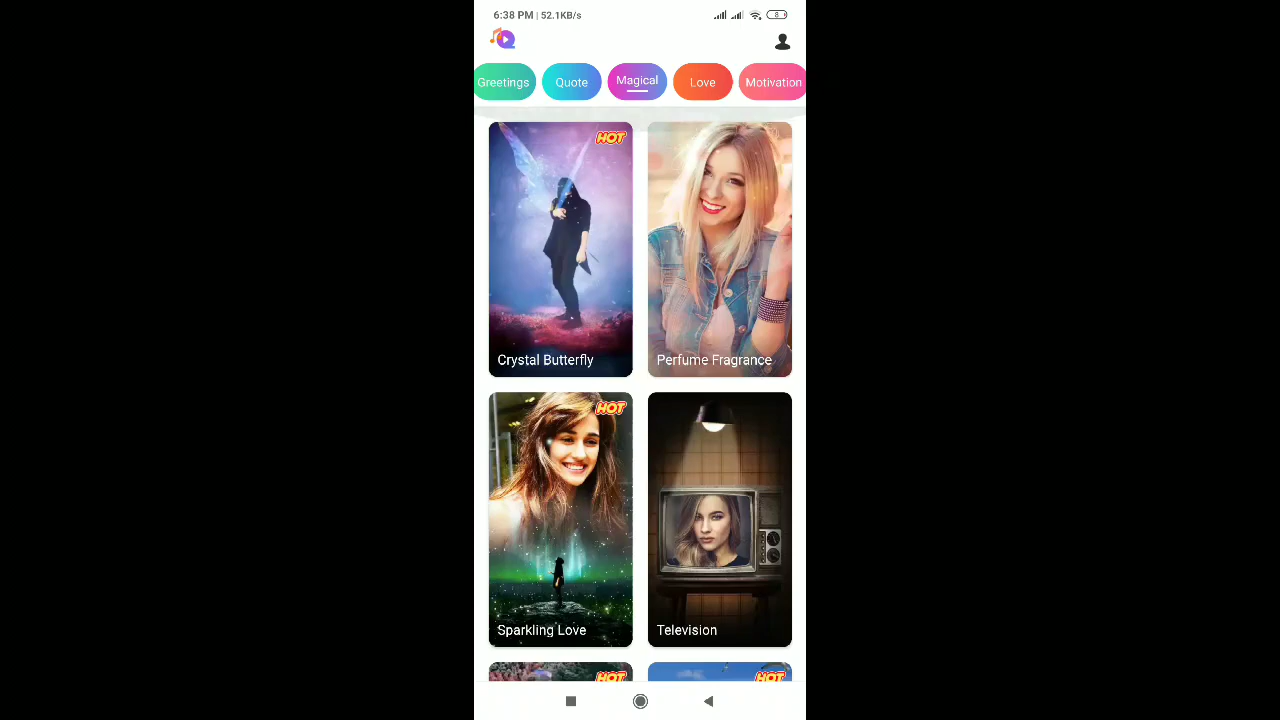 6:38 PM | 52.1KB/s
8
Greetings
Quote
Magical
Love
Motivation
HOT
Crystal Butterfly
Perfume Fragrance
HOT
Sparkling Love
Television
HOT
HOT